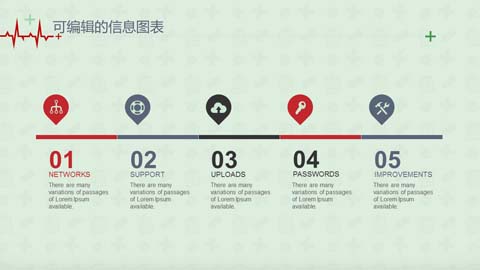 可编辑的信息图表
01
NETWORKS
There are many
variations of passages
of Lorem Ipsum
available.
02
SUPPORT
There are many
variations of passages
of Lorem Ipsum
available.
03
UPLOADS
There are many
variations of passages
of Lorem Ipsum
available.
04
PASSWORDS
There are many
variations of passages
of Lorem Ipsum
available.
05
IMPROVEMENTS
There are many
variations of passages
of Lorem Ipsum
available.